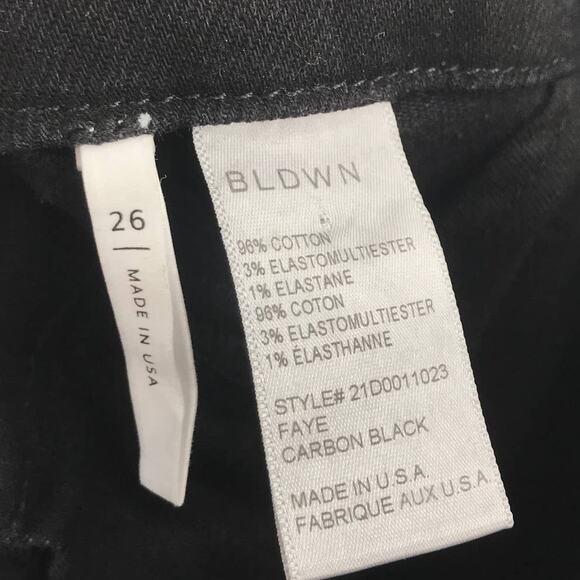 26
MADE IN USA
BLDWN
96% COTTON
3% ELASTOMULTIESTER
1% ELASTANE
96% COTON
3% ELASTOMULTIESTER
1% ÉLASTHANNE
STYLE# 21D0011023
FAYE
CARBON BLACK
MADE IN U.S.A.
FABRIQUE AUX U.S.A.